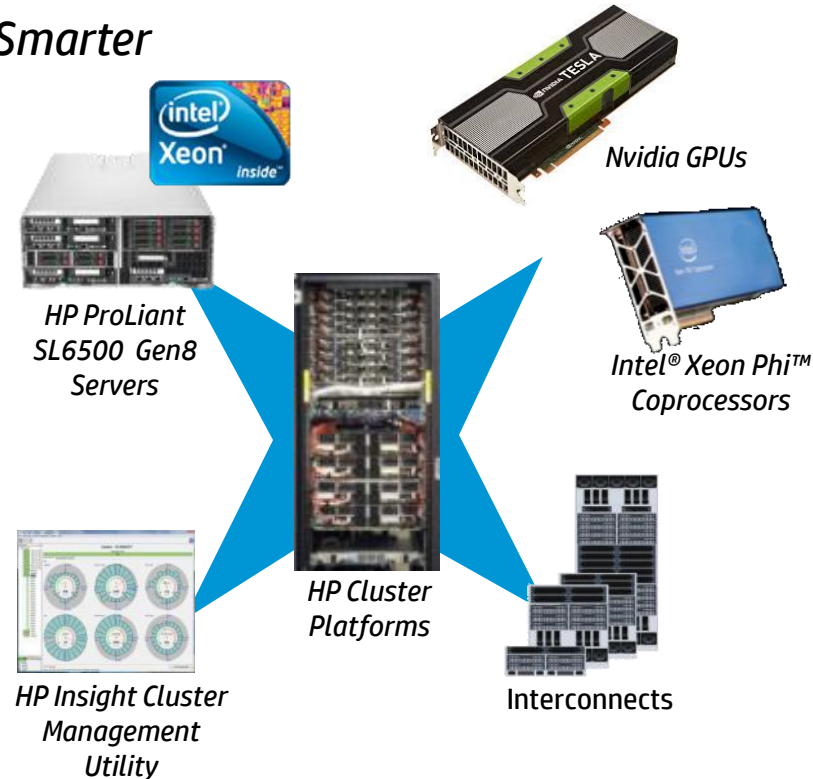 Smarter
intel
Xeon
inside™
NVIDIA TESLA
Nvidia GPUs
HP ProLiant
SL6500 Gen8
Servers
Intel® Xeon Phi™
Coprocessors
HP Cluster
Platforms
HP Insight Cluster
Management
Utility
Interconnects